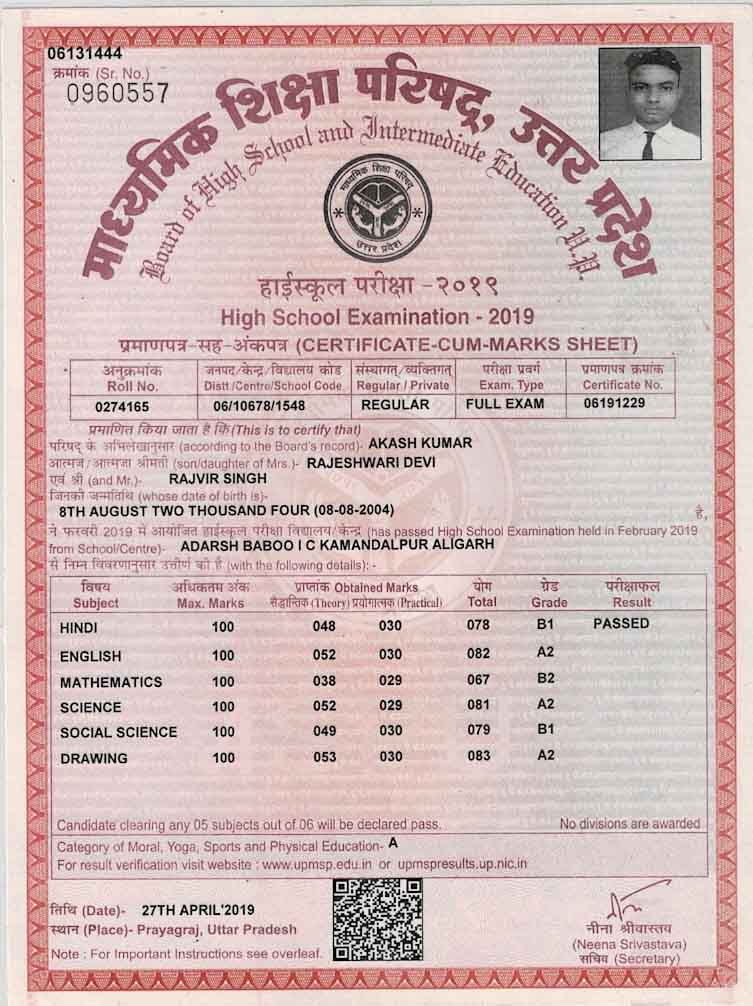 06131444
क्रमांक (Sr. No.)
0960557
माध्यमिक शिक्षा परिषद्, उत्तर प्रदेश
Board of High School and Intermediate Education U.P.
माध्यमिक शिक्षा परिषद्
उत्तर प्रदेश
हाईस्कूल परीक्षा -२०१९
High School Examination - 2019
प्रमाणपत्र-सह-अंकपत्र (CERTIFICATE-CUM-MARKS SHEET)
अनुक्रमांक जनपद/केन्द्र/विद्यालय कोड संस्थागत/व्यक्तिगत परीक्षा प्रवर्ग प्रमाणपत्र क्रमांक
Roll No. Distt./Centre/School Code Regular / Private Exam. Type Certificate No.
0274165 06/10678/1548 REGULAR FULL EXAM 06191229
प्रमाणित किया जाता है कि (This is to certify that)
परिषद् के अभिलेखानुसार (according to the Board's record)- AKASH KUMAR
आत्मज/आत्मजा श्रीमती (son/daughter of Mrs.)- RAJESHWARI DEVI
एवं श्री (and Mr.)- RAJVIR SINGH
जिनकी जन्मतिथि (whose date of birth is)-
8TH AUGUST TWO THOUSAND FOUR (08-08-2004) है,
ने फरवरी 2019 में आयोजित हाईस्कूल परीक्षा विद्यालय/केन्द्र (has passed High School Examination held in February 2019
from School/Centre)- ADARSH BABOO I C KAMANDALPUR ALIGARH
से निम्न विवरणानुसार उत्तीर्ण की है (with the following details): -
विषय अधिकतम अंक प्राप्तांक Obtained Marks योग ग्रेड परीक्षाफल
Subject Max. Marks सैद्धान्तिक (Theory) प्रयोगात्मक (Practical) Total Grade Result
HINDI 100 048 030 078 B1 PASSED
ENGLISH 100 052 030 082 A2
MATHEMATICS 100 038 029 067 B2
SCIENCE 100 052 029 081 A2
SOCIAL SCIENCE 100 049 030 079 B1
DRAWING 100 053 030 083 A2
Candidate clearing any 05 subjects out of 06 will be declared pass. No divisions are awarded
Category of Moral, Yoga, Sports and Physical Education- A
For result verification visit website : www.upmsp.edu.in or upmspresults.up.nic.in
तिथि (Date)- 27TH APRIL'2019
स्थान (Place)- Prayagraj, Uttar Pradesh
Note : For Important Instructions see overleaf.
नीना श्रीवास्तव
(Neena Srivastava)
सचिव (Secretary)